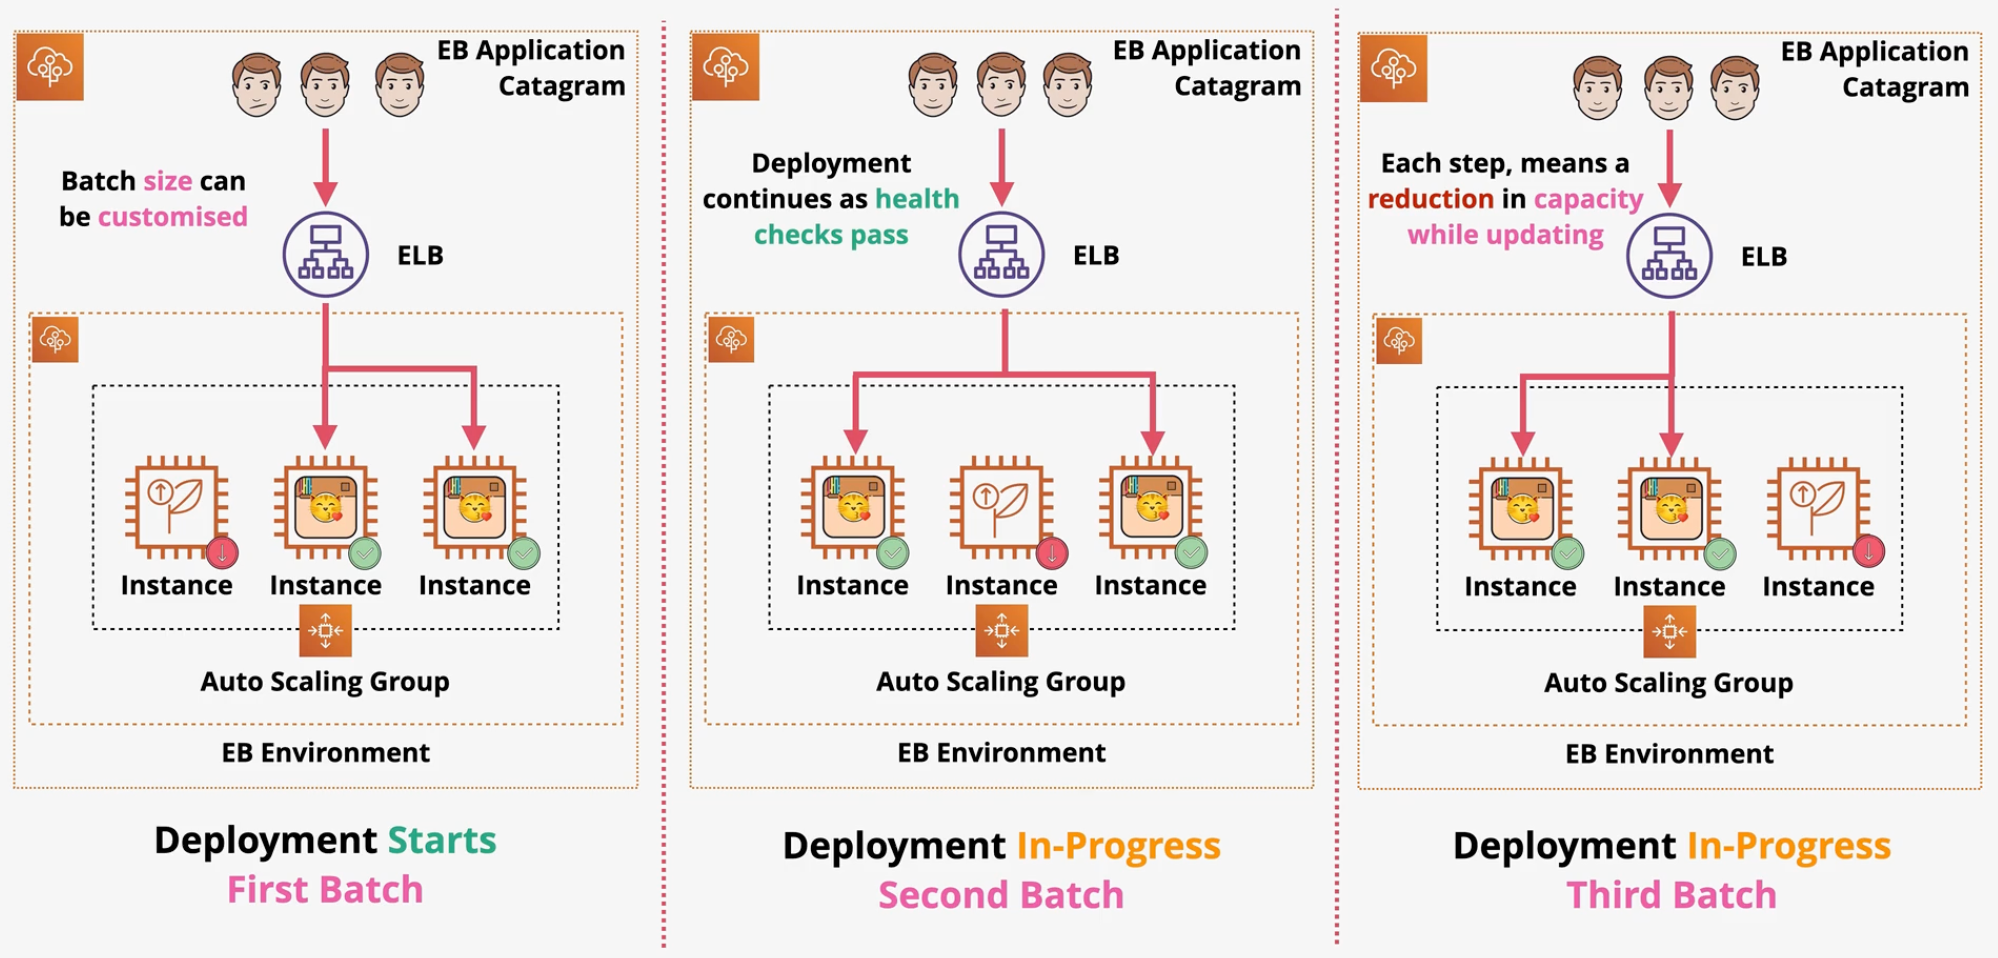 EB Application
Catagram
Batch size can
be customised
ELB
Instance
Instance
Instance
Auto Scaling Group
EB Environment
Deployment Starts
First Batch
EB Application
Catagram
Deployment
continues as health
checks pass
ELB
Instance
Instance
Instance
Auto Scaling Group
EB Environment
Deployment In-Progress
Second Batch
EB Application
Catagram
Each step, means a
reduction in capacity
while updating
ELB
Instance
Instance
Instance
Auto Scaling Group
EB Environment
Deployment In-Progress
Third Batch